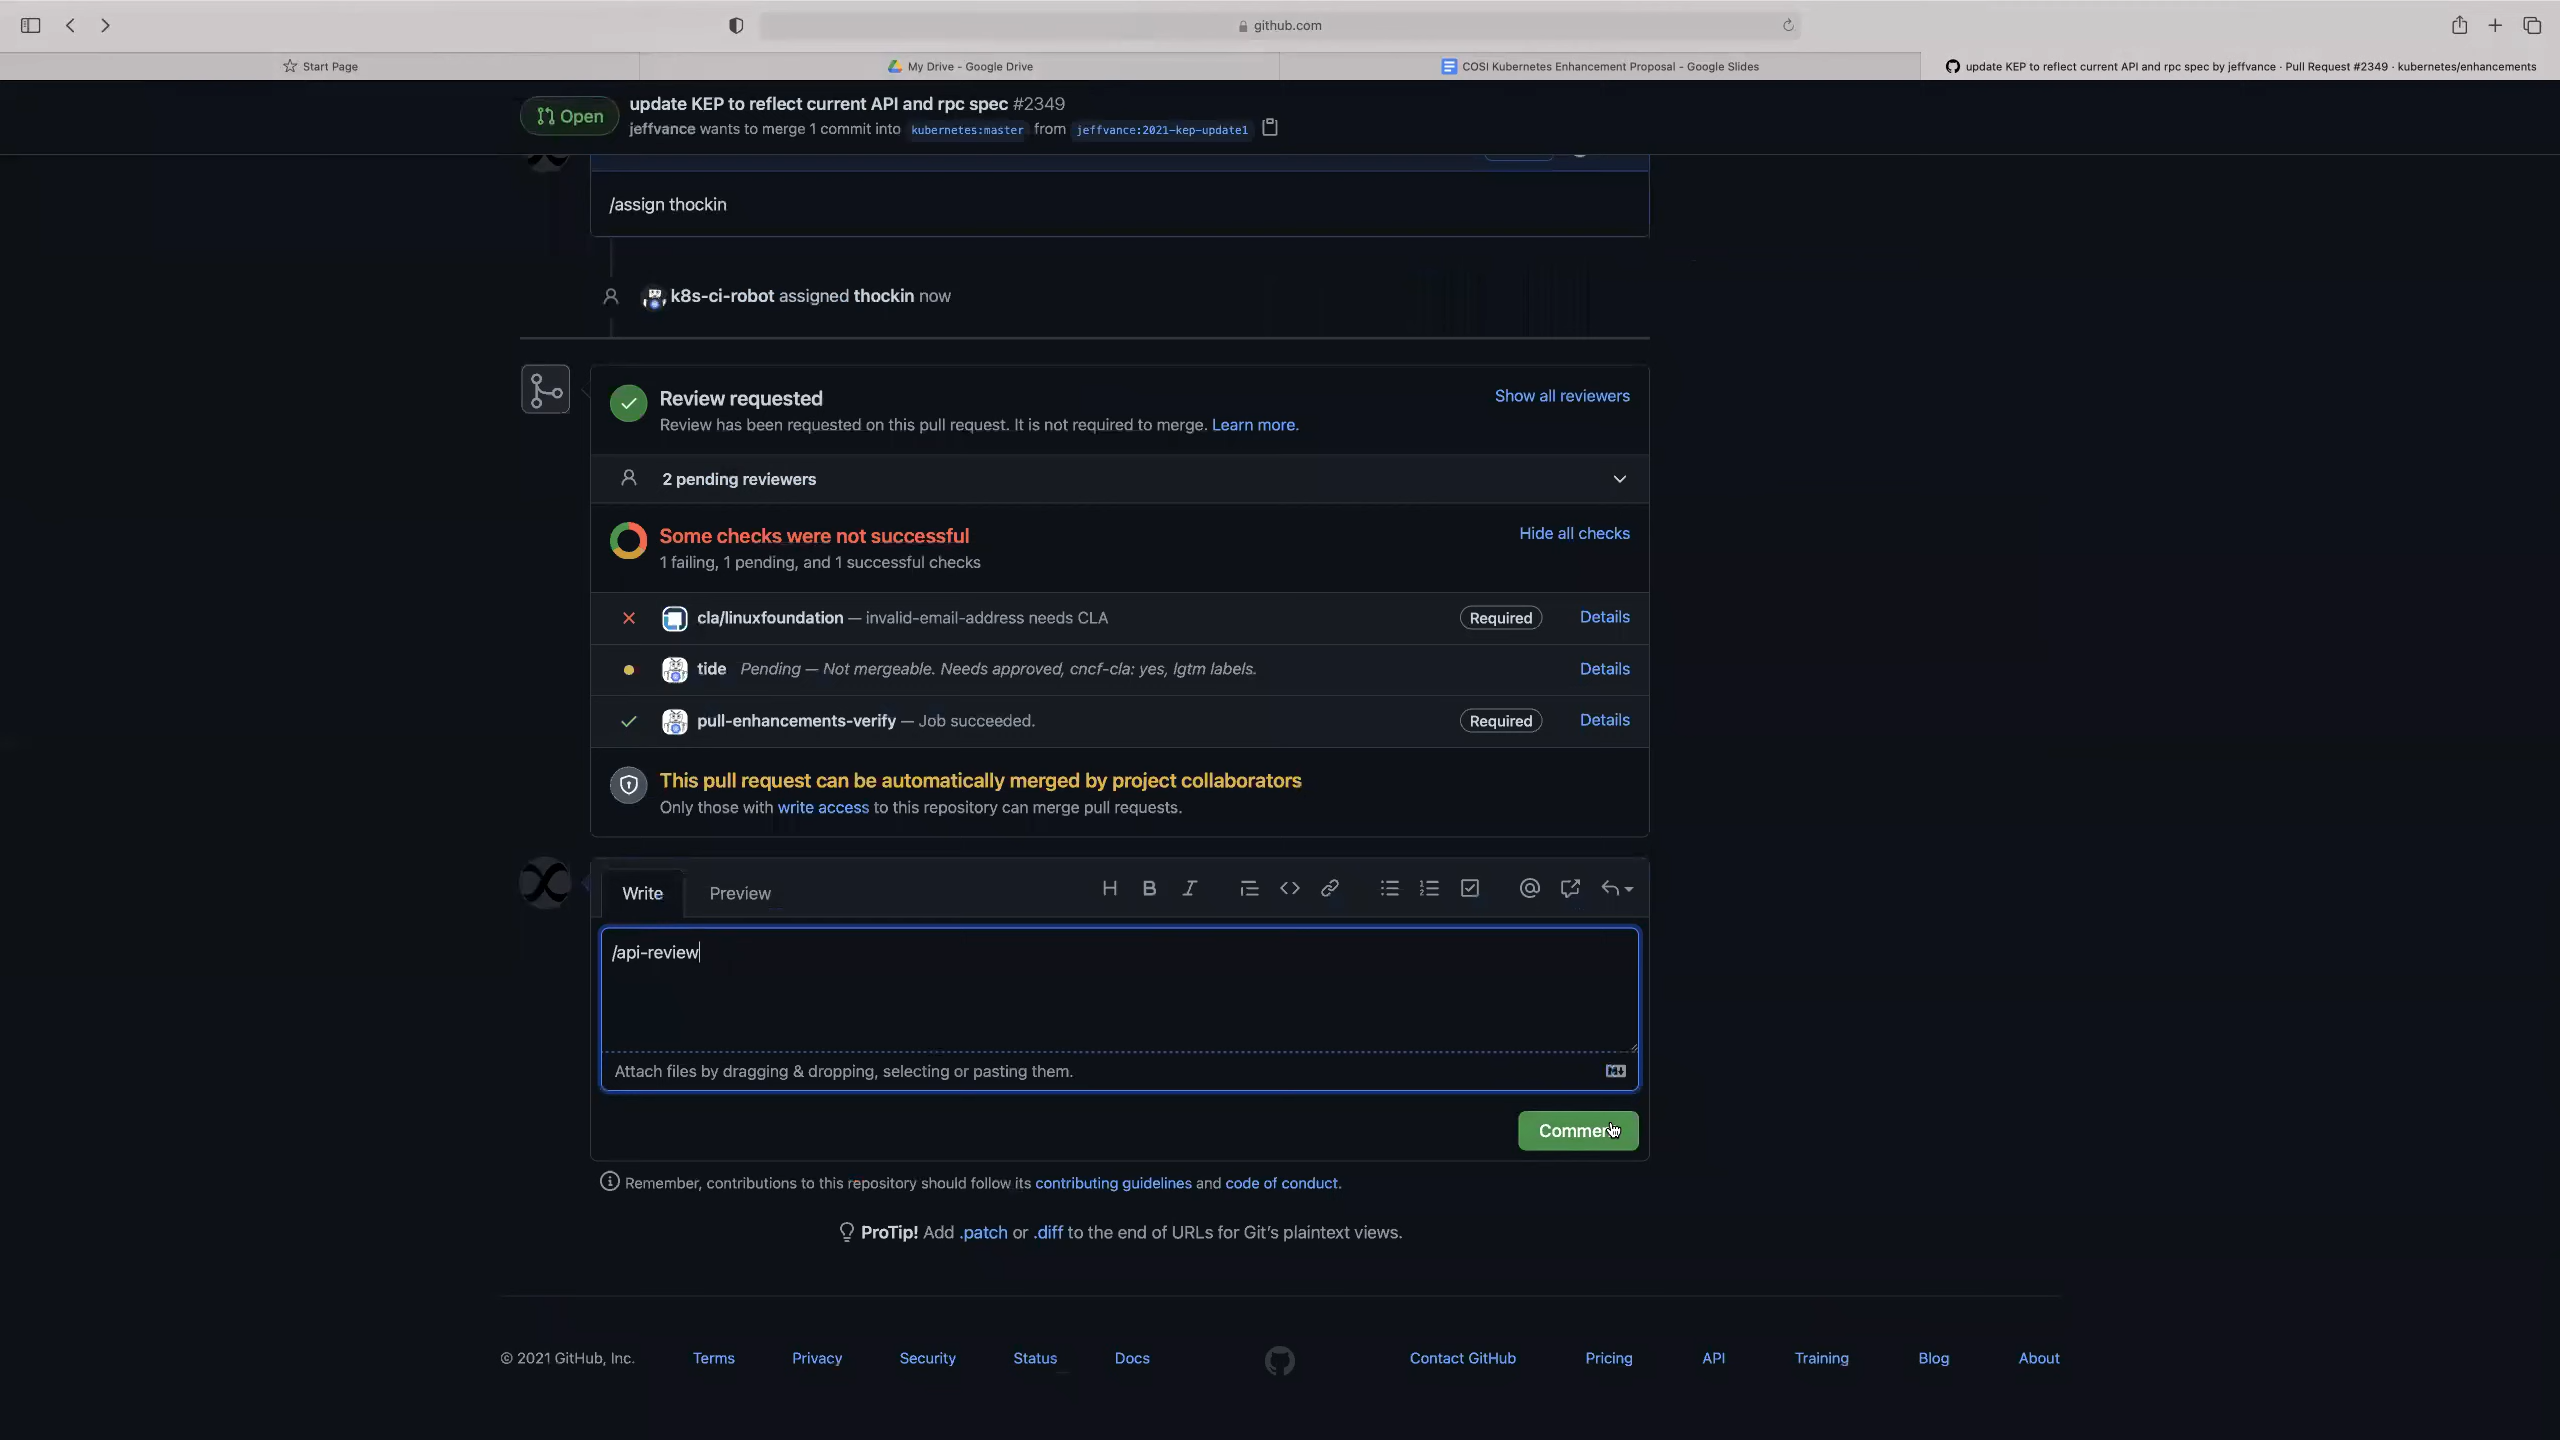 github.com
Start Page
My Drive - Google Drive
COSI Kubernetes Enhancement Proposal - Google Slides
update KEP to reflect current API and rpc spec by jeffvance · Pull Request #2349 · kubernetes/enhancements
Open
update KEP to reflect current API and rpc spec #2349
jeffvance wants to merge 1 commit into kubernetes:master from jeffvance:2021-kep-update1
/assign thockin
k8s-ci-robot assigned thockin now
Review requested
Show all reviewers
Review has been requested on this pull request. It is not required to merge. Learn more.
2 pending reviewers
Some checks were not successful
Hide all checks
1 failing, 1 pending, and 1 successful checks
cla/linuxfoundation — invalid-email-address needs CLA Required Details
tide Pending — Not mergeable. Needs approved, cncf-cla: yes, lgtm labels. Details
pull-enhancements-verify — Job succeeded. Required Details
This pull request can be automatically merged by project collaborators
Only those with write access to this repository can merge pull requests.
Write Preview
/api-review
Attach files by dragging & dropping, selecting or pasting them.
Comment
Remember, contributions to this repository should follow its contributing guidelines and code of conduct.
ProTip! Add .patch or .diff to the end of URLs for Git's plaintext views.
© 2021 GitHub, Inc. Terms Privacy Security Status Docs Contact GitHub Pricing API Training Blog About